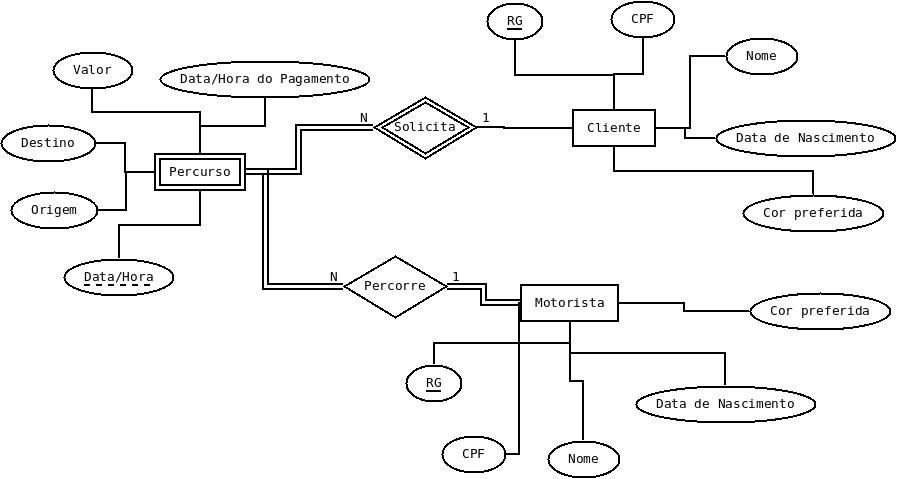 RG
CPF
Nome
Valor
Data/Hora do Pagamento
N
Solicita
1
Cliente
Data de Nascimento
Destino
Percurso
Origem
Cor preferida
Data/Hora
N
Percorre
1
Motorista
Cor preferida
RG
Data de Nascimento
CPF
Nome